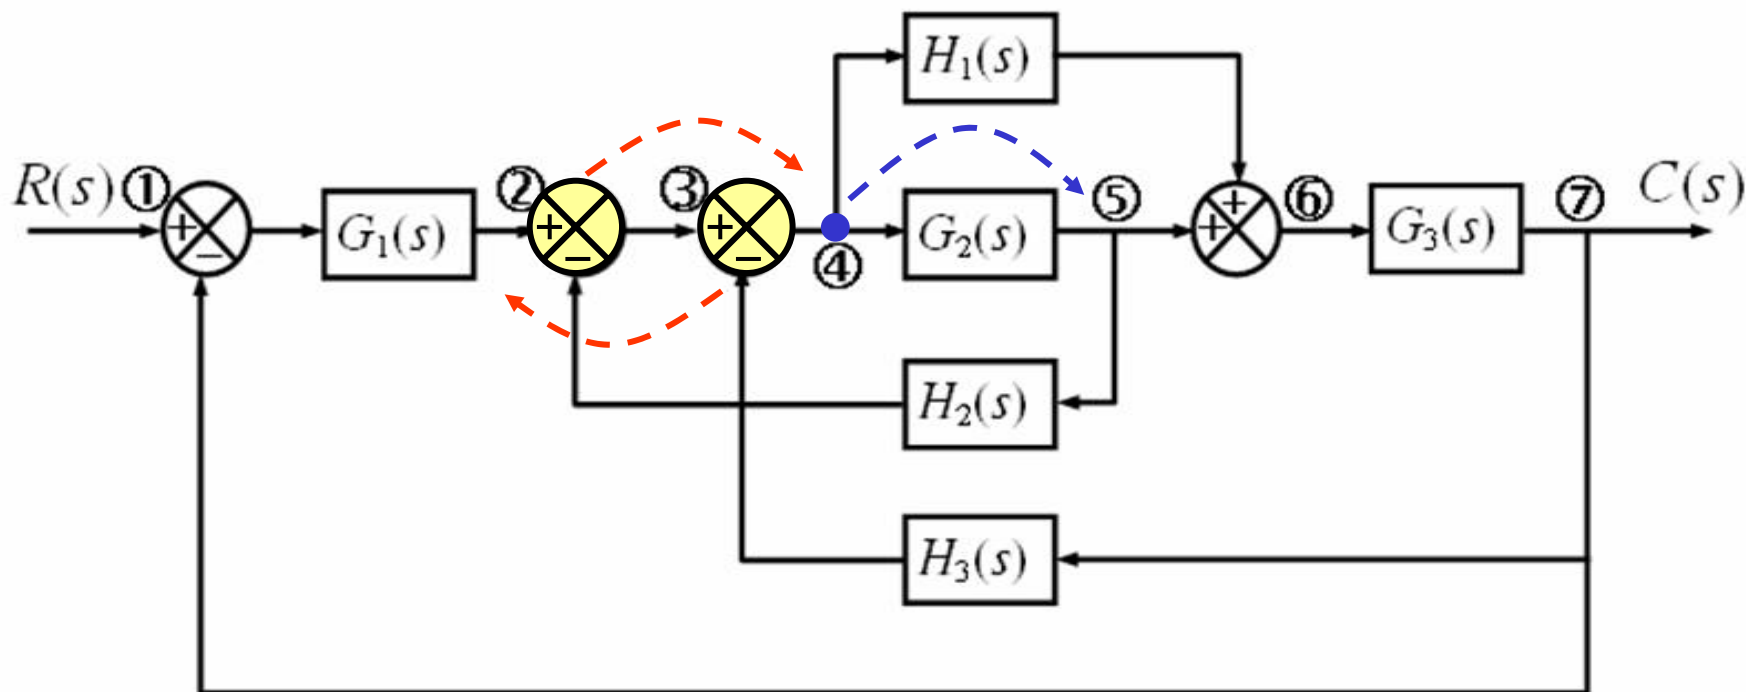 H₁(s)
R(s) ① + − G₁(s) ② + − ③ + − ④ G₂(s) ⑤ + + ⑥ G₃(s) ⑦ C(s)
H₂(s)
H₃(s)